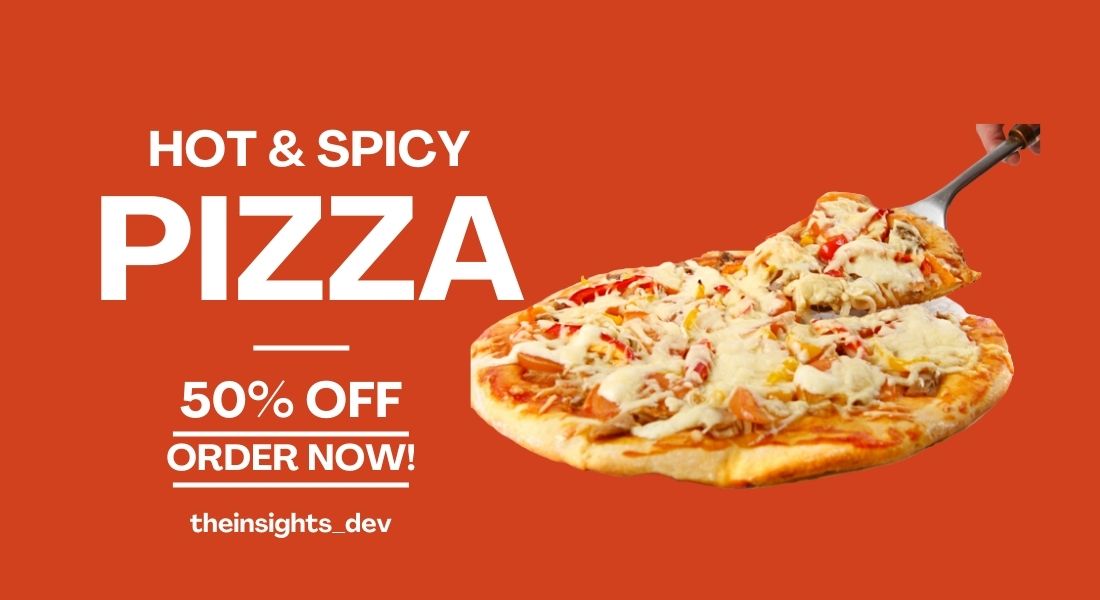 HOT & SPICY
PIZZA
50% OFF
ORDER NOW!
theinsights_dev